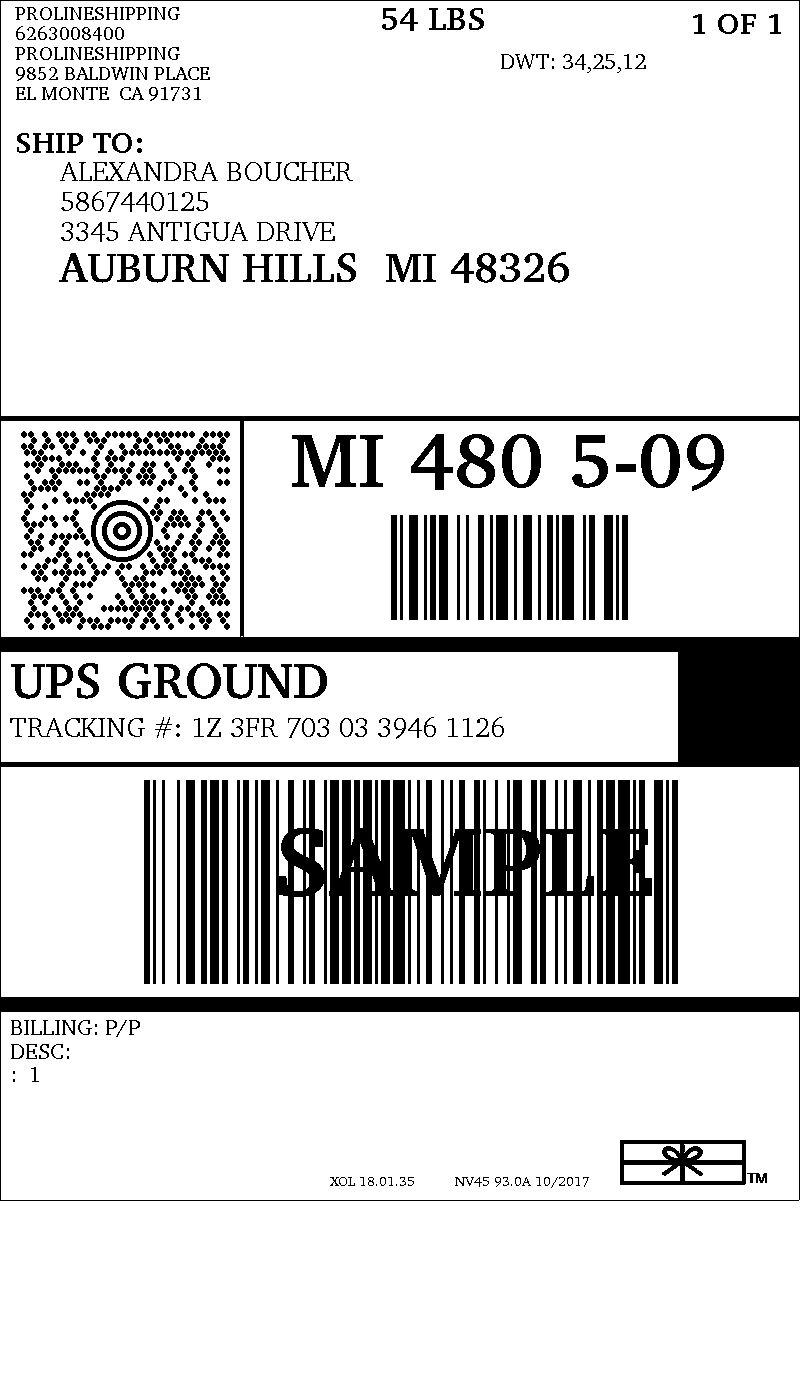 PROLINESHIPPING
6263008400
PROLINESHIPPING
9852 BALDWIN PLACE
EL MONTE  CA 91731
54 LBS
1 OF 1
DWT: 34,25,12
SHIP TO:
ALEXANDRA BOUCHER
5867440125
3345 ANTIGUA DRIVE
AUBURN HILLS  MI 48326
MI 480 5-09
UPS GROUND
TRACKING #: 1Z 3FR 703 03 3946 1126
SAMPLE
BILLING: P/P
DESC:
:  1
XOL 18.01.35
NV45 93.0A 10/2017
TM